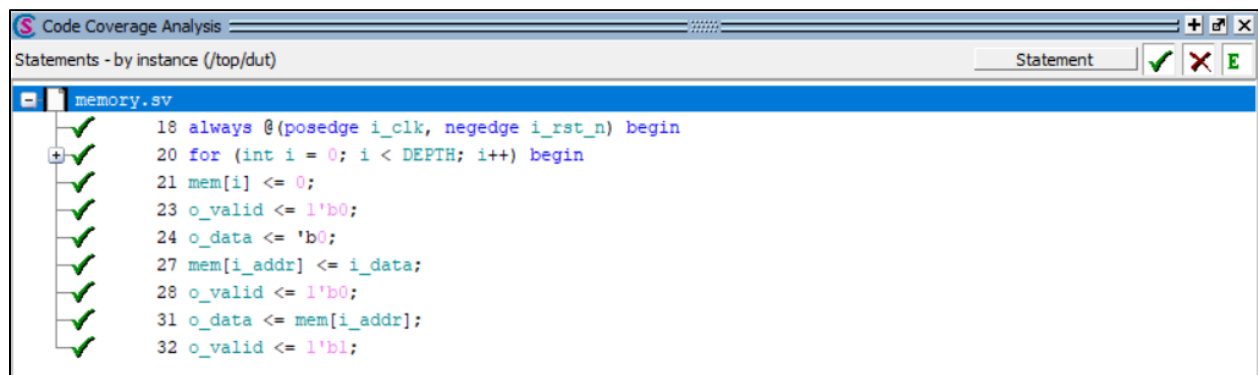 Code Coverage Analysis
Statements - by instance (/top/dut) Statement E
memory.sv
18 always @(posedge i_clk, negedge i_rst_n) begin
20 for (int i = 0; i < DEPTH; i++) begin
21 mem[i] <= 0;
23 o_valid <= 1'b0;
24 o_data <= 'b0;
27 mem[i_addr] <= i_data;
28 o_valid <= 1'b0;
31 o_data <= mem[i_addr];
32 o_valid <= 1'b1;